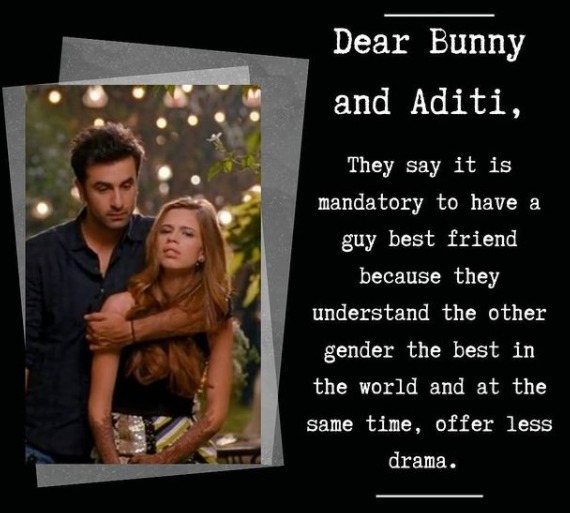 Dear Bunny
and Aditi,
They say it is
mandatory to have a
guy best friend
because they
understand the other
gender the best in
the world and at the
same time, offer less
drama.